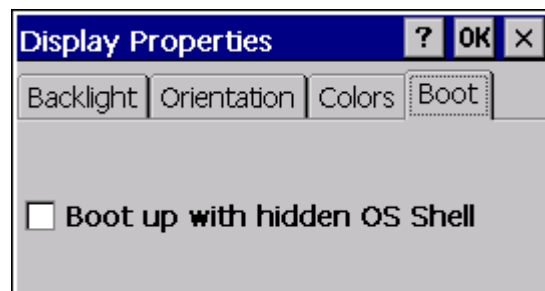 Display Properties ? OK ×
Backlight Orientation Colors Boot
Boot up with hidden OS Shell